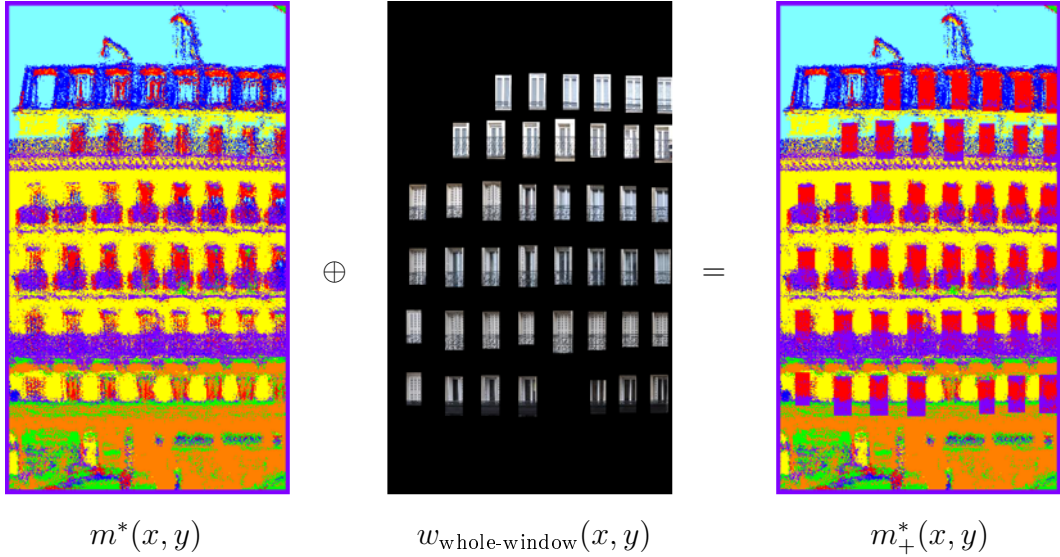 ⊕ =
m*(x, y) w_whole-window(x, y) m*_+(x, y)